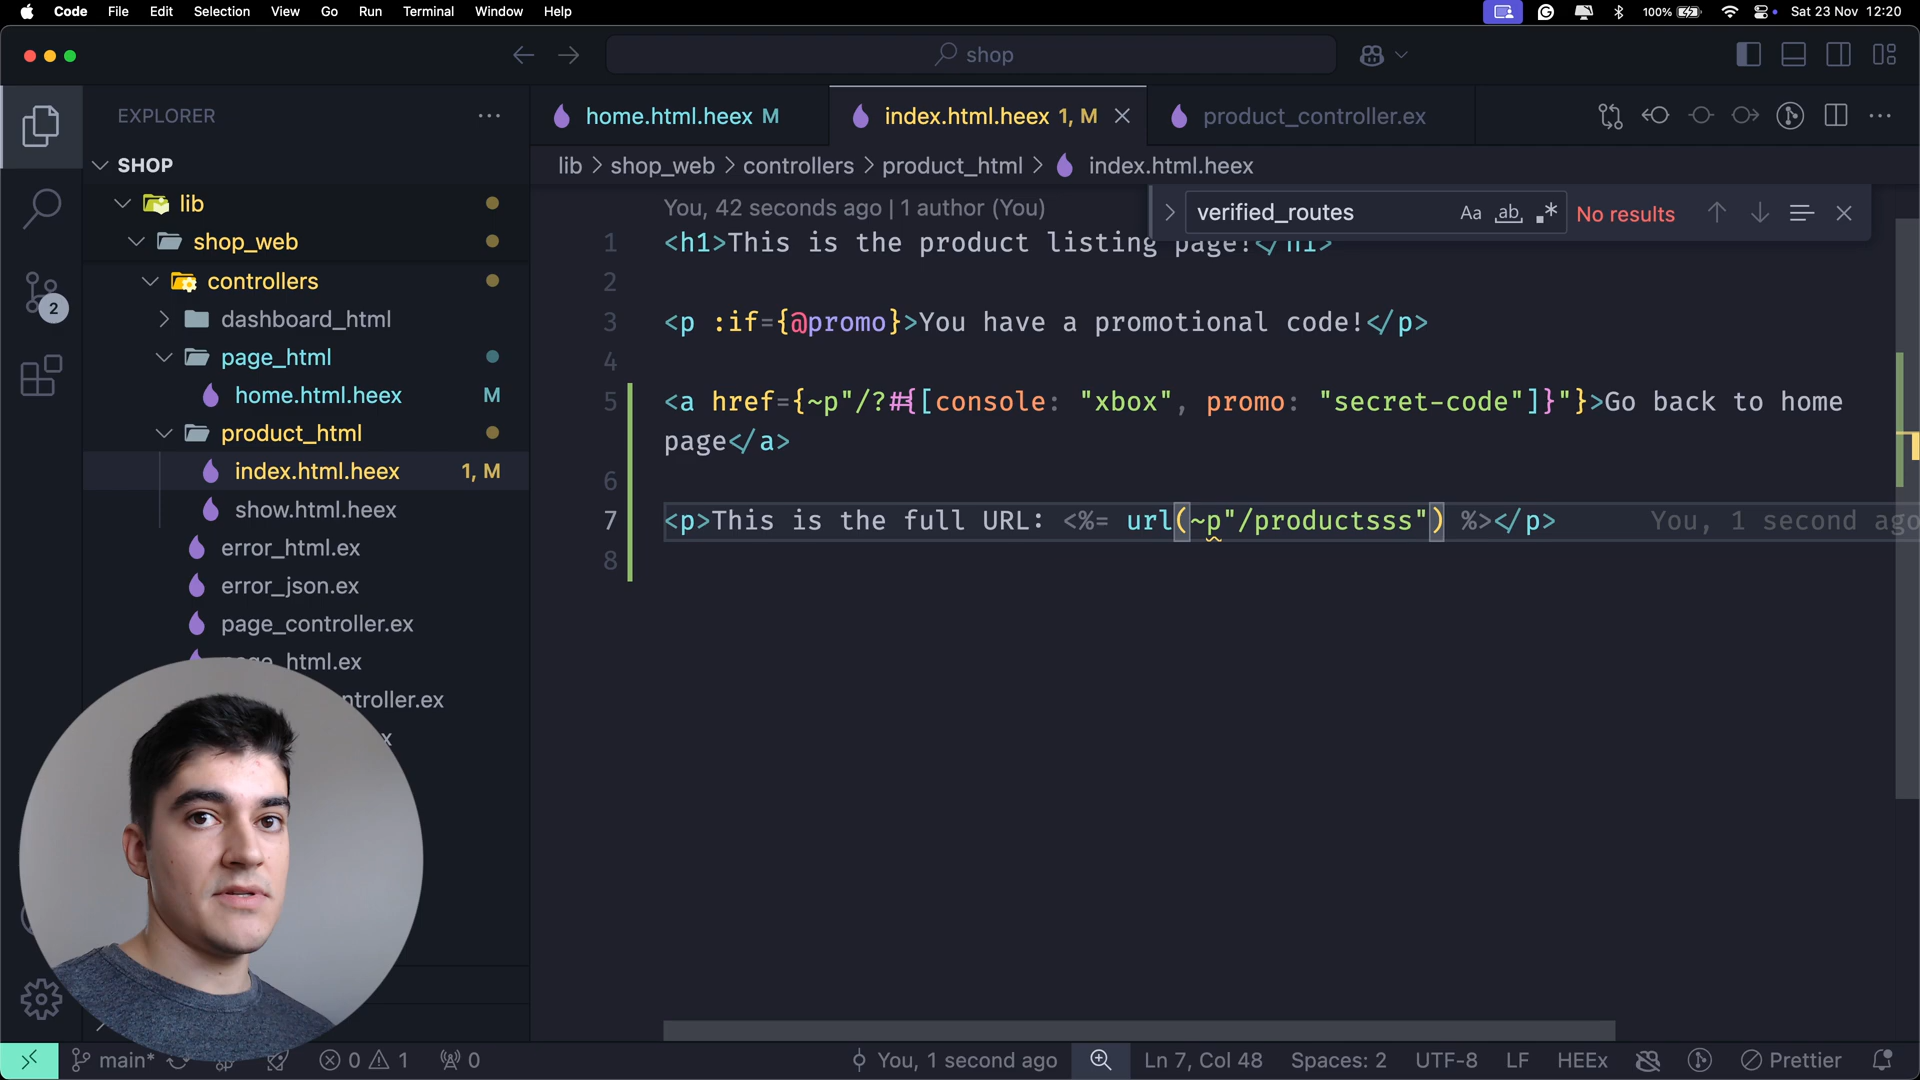 Code File Edit Selection View Go Run Terminal Window Help 100% Sat 23 Nov 12:20
shop
EXPLORER
SHOP
lib
shop_web
controllers
dashboard_html
page_html
home.html.heex M
product_html
index.html.heex 1, M
show.html.heex
error_html.ex
error_json.ex
page_controller.ex
_html.ex
ntroller.ex
2
home.html.heex M
index.html.heex 1, M
product_controller.ex
lib > shop_web > controllers > product_html > index.html.heex
verified_routes Aa ab .* No results
You, 42 seconds ago | 1 author (You)
1 <h1>This is the product listing page!</h1>
2
3 <p :if={@promo}>You have a promotional code!</p>
4
5 <a href={~p"/?#{[console: "xbox", promo: "secret-code"]}"}>Go back to home
page</a>
6
7 <p>This is the full URL: <%= url(~p"/productsss") %></p> You, 1 second ago
8
main* 0 1 0 You, 1 second ago Ln 7, Col 48 Spaces: 2 UTF-8 LF HEEx Prettier